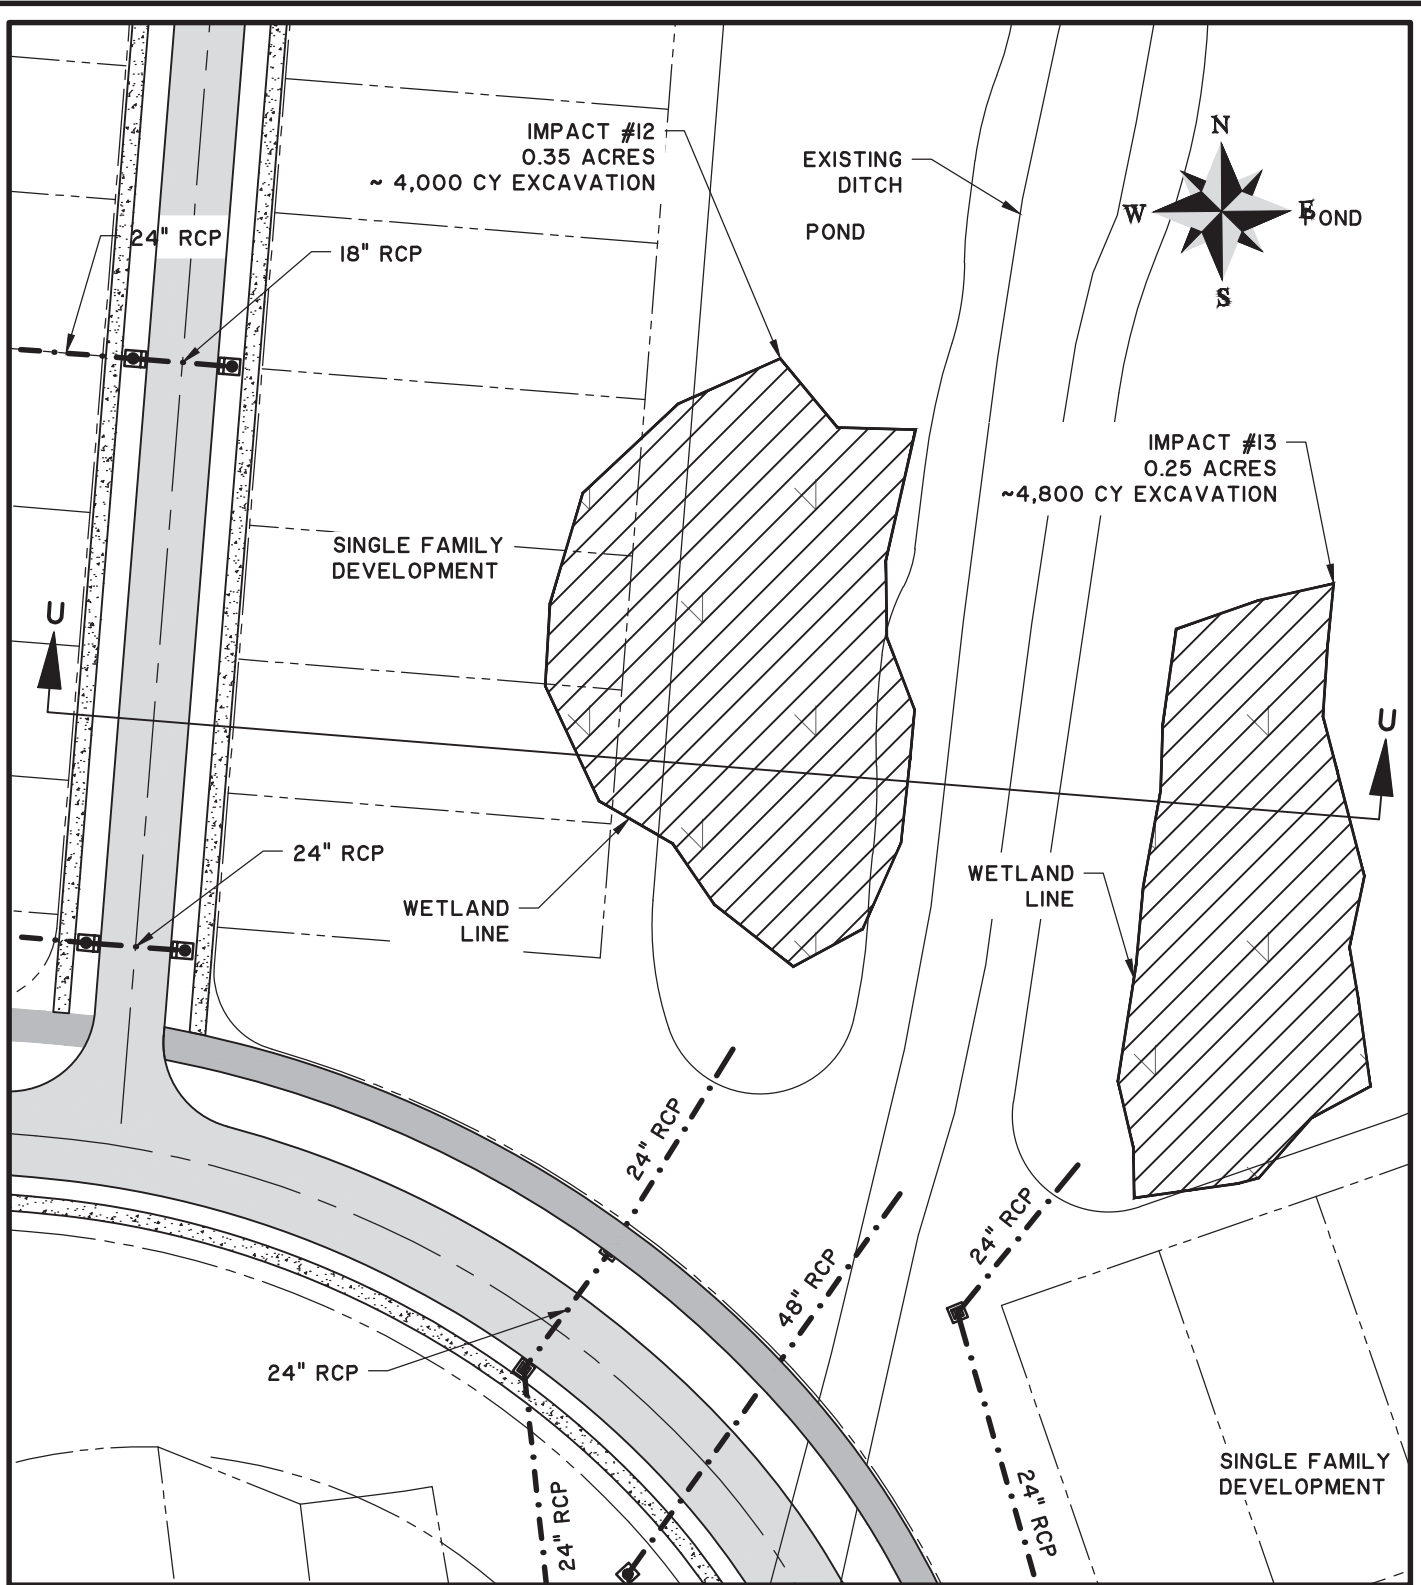 IMPACT #12
0.35 ACRES
~ 4,000 CY EXCAVATION
EXISTING
DITCH
POND
N
W
E
S
POND
24" RCP
18" RCP
IMPACT #13
0.25 ACRES
~4,800 CY EXCAVATION
SINGLE FAMILY
DEVELOPMENT
U
U
24" RCP
WETLAND
LINE
WETLAND
LINE
24" RCP
24" RCP
48" RCP
24" RCP
24" RCP
24" RCP
SINGLE FAMILY
DEVELOPMENT